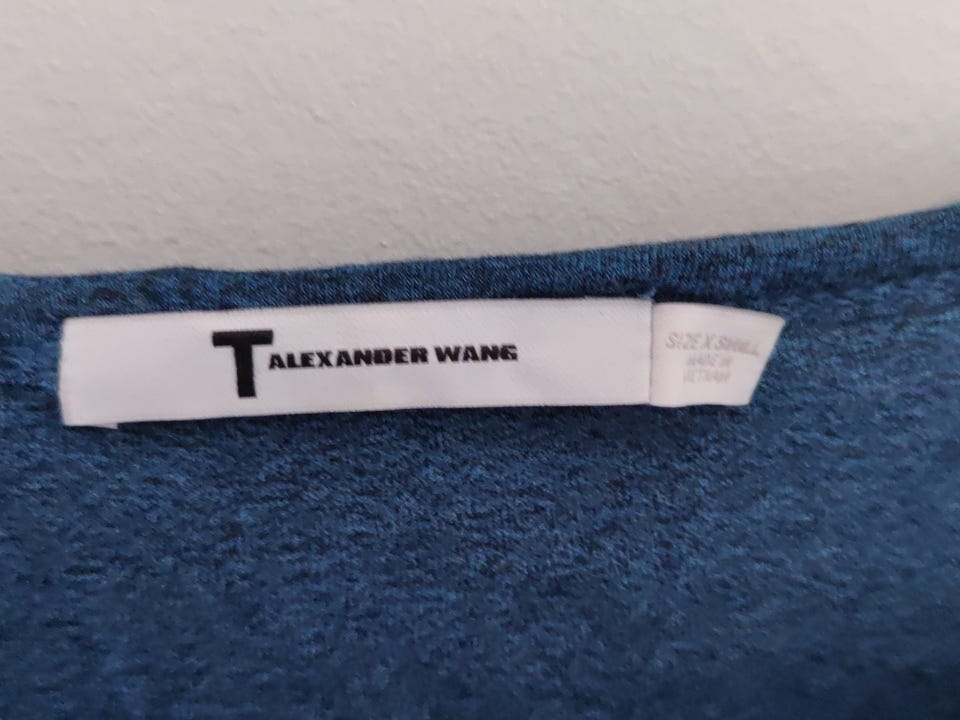 T ALEXANDER WANG
SIZE X SMALL
MADE IN
VIETNAM